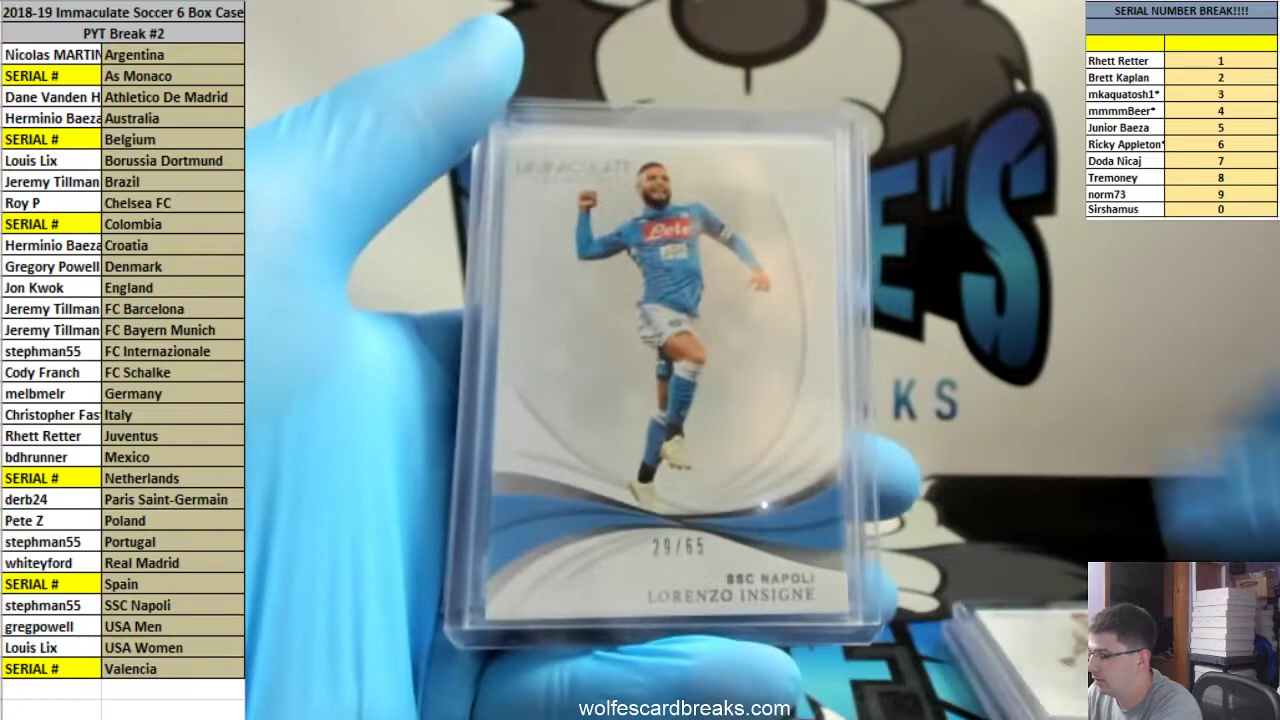 2018-19 Immaculate Soccer 6 Box Case
PYT Break #2
Nicolas MARTIN Argentina
SERIAL # As Monaco
Dane Vanden H Athletico De Madrid
Herminio Baeza Australia
SERIAL # Belgium
Louis Lix Borussia Dortmund
Jeremy Tillman Brazil
Roy P Chelsea FC
SERIAL # Colombia
Herminio Baeza Croatia
Gregory Powell Denmark
Jon Kwok England
Jeremy Tillman FC Barcelona
Jeremy Tillman FC Bayern Munich
stephman55 FC Internazionale
Cody Franch FC Schalke
melbmelr Germany
Christopher Fas Italy
Rhett Retter Juventus
bdhrunner Mexico
SERIAL # Netherlands
derb24 Paris Saint-Germain
Pete Z Poland
stephman55 Portugal
whiteyford Real Madrid
SERIAL # Spain
stephman55 SSC Napoli
gregpowell USA Men
Louis Lix USA Women
SERIAL # Valencia
IMMACULATE
Lete
29/65
SSC NAPOLI
LORENZO INSIGNE
E'S
KS
wolfescardbreaks.com
SERIAL NUMBER BREAK!!!!
Rhett Retter 1
Brett Kaplan 2
mkaquatosh1* 3
mmmmBeer* 4
Junior Baeza 5
Ricky Appleton* 6
Doda Nicaj 7
Tremoney 8
norm73 9
Sirshamus 0